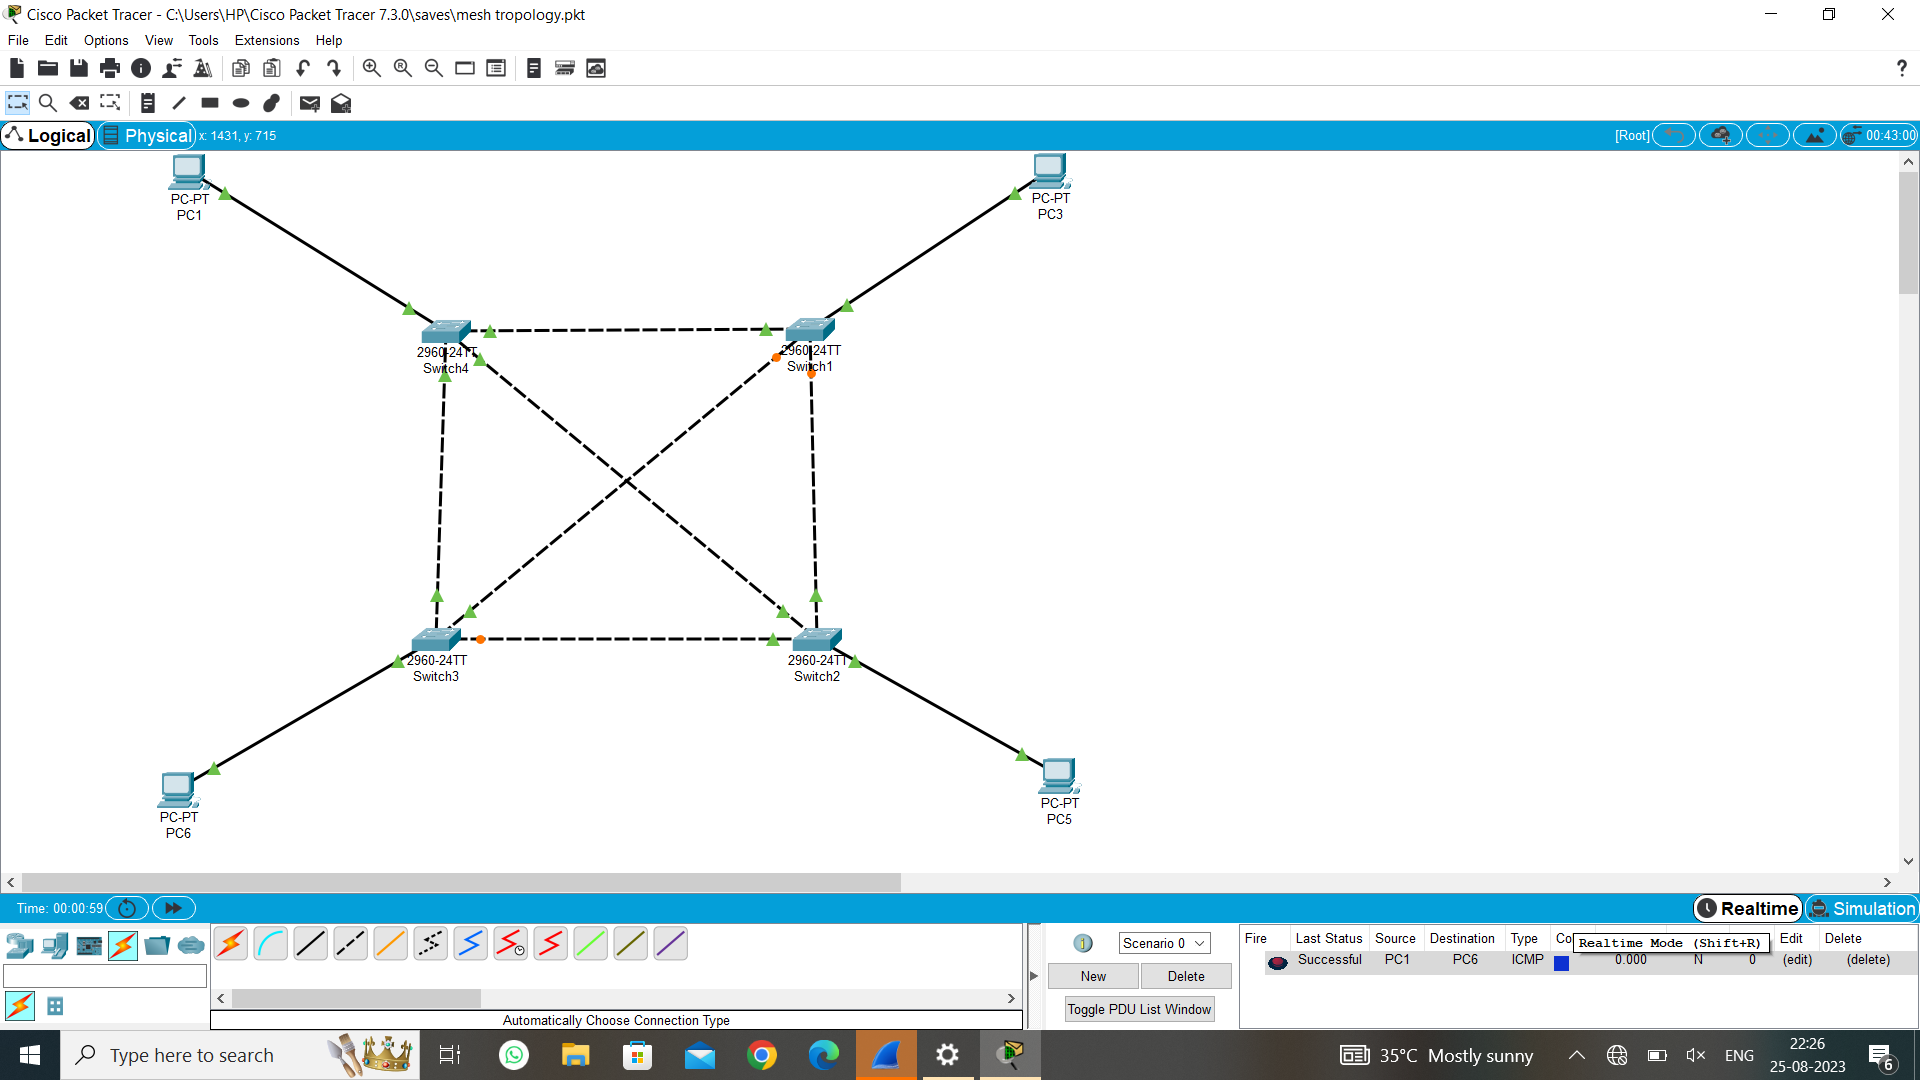 Cisco Packet Tracer - C:\Users\HP\Cisco Packet Tracer 7.3.0\saves\mesh tropology.pkt
File Edit Options View Tools Extensions Help
?
Logical Physical x: 1431, y: 715 [Root] 00:43:00
PC-PT
PC1
PC-PT
PC3
2960-24TT
Switch4
2960-24TT
Switch1
2960-24TT
Switch3
2960-24TT
Switch2
PC-PT
PC6
PC-PT
PC5
Time: 00:00:59 Realtime Simulation
Scenario 0
New Delete
Toggle PDU List Window
Fire Last Status Source Destination Type Co Realtime Mode (Shift+R) Edit Delete
Successful PC1 PC6 ICMP 0.000 N 0 (edit) (delete)
Automatically Choose Connection Type
Type here to search 35°C Mostly sunny ENG 22:26
25-08-2023 6